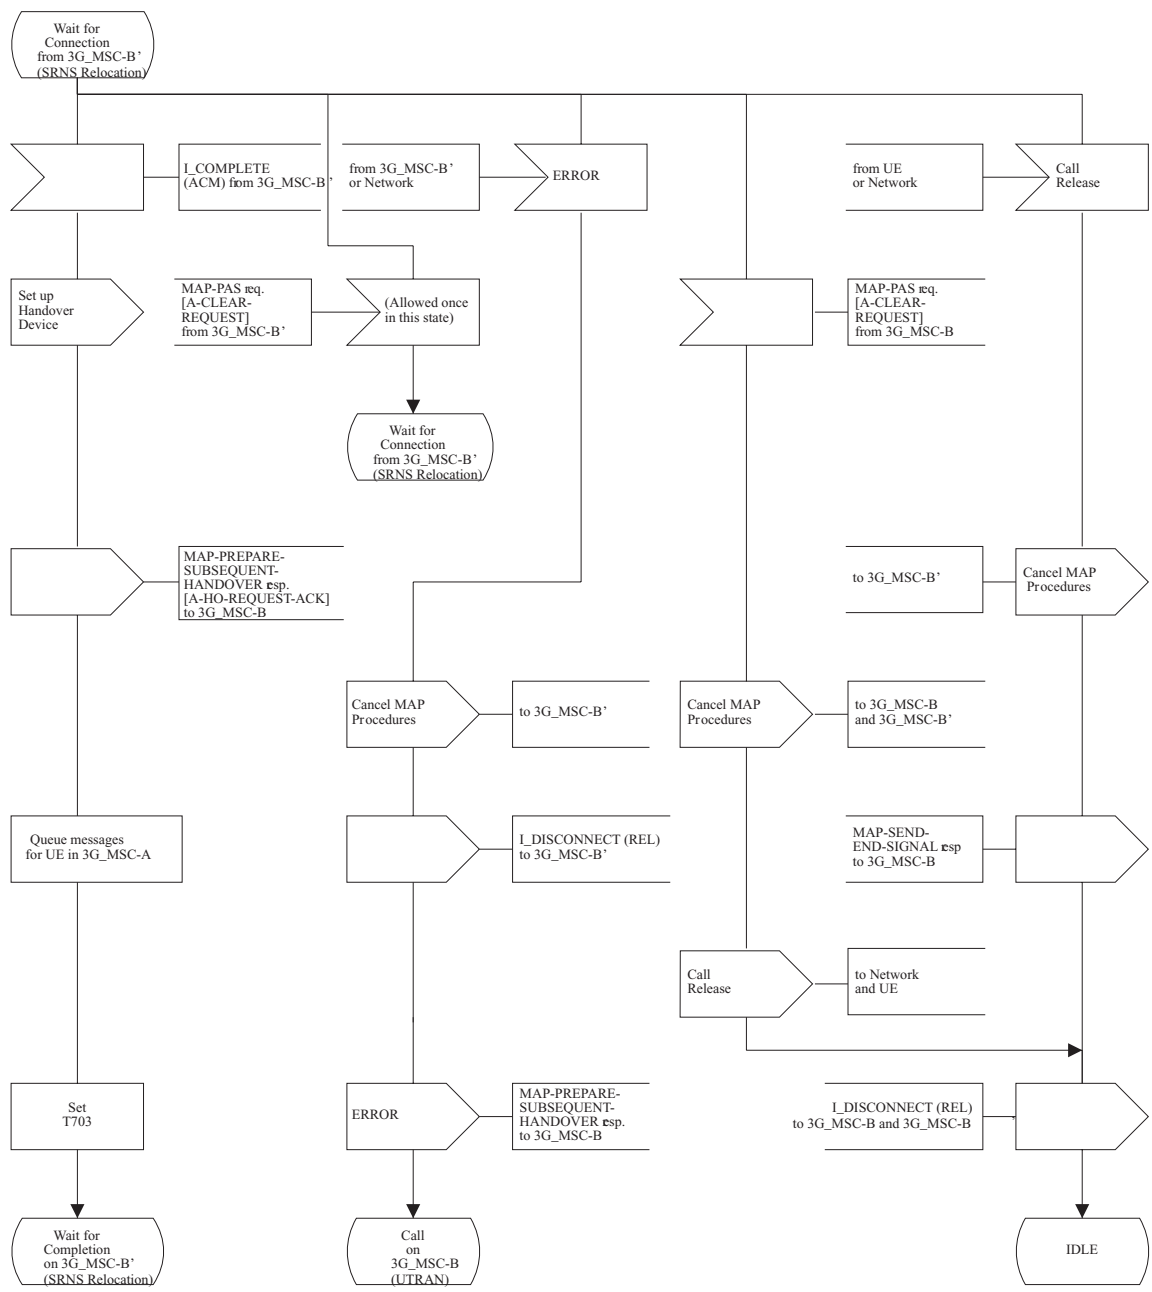 Wait for
Connection
from 3G_MSC-B’
(SRNS Relocation)
I_COMPLETE
(ACM) from 3G_MSC-B’
from 3G_MSC-B’
or Network
ERROR
from UE
or Network
Call
Release
Set up
Handover
Device
MAP-PAS req.
[A-CLEAR-
REQUEST]
from 3G_MSC-B’
(Allowed once
in this state)
MAP-PAS req.
[A-CLEAR-
REQUEST]
from 3G_MSC-B
Wait for
Connection
from 3G_MSC-B’
(SRNS Relocation)
MAP-PREPARE-
SUBSEQUENT-
HANDOVER resp.
[A-HO-REQUEST-ACK]
to 3G_MSC-B
to 3G_MSC-B’
Cancel MAP
Procedures
Cancel MAP
Procedures
to 3G_MSC-B’
Cancel MAP
Procedures
to 3G_MSC-B
and 3G_MSC-B’
Queue messages
for UE in 3G_MSC-A
I_DISCONNECT (REL)
to 3G_MSC-B’
MAP-SEND-
END-SIGNAL resp
to 3G_MSC-B
Call
Release
to Network
and UE
Set
T703
ERROR
MAP-PREPARE-
SUBSEQUENT-
HANDOVER resp.
to 3G_MSC-B
I_DISCONNECT (REL)
to 3G_MSC-B and 3G_MSC-B
Wait for
Completion
on 3G_MSC-B’
(SRNS Relocation)
Call
on
3G_MSC-B
(UTRAN)
IDLE